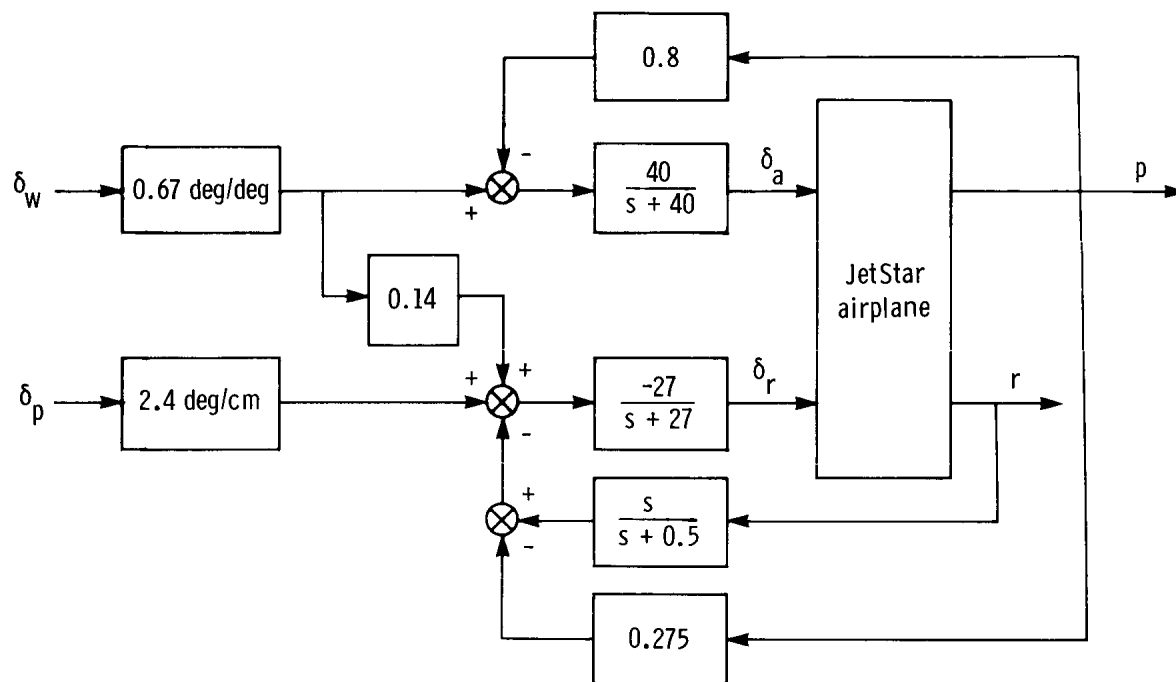 0.8
-
δw
0.67 deg/deg
+
40
s + 40
δa
p
0.14
JetStar
airplane
δp
2.4 deg/cm
+
+
-27
s + 27
δr
r
-
+
s
s + 0.5
-
0.275